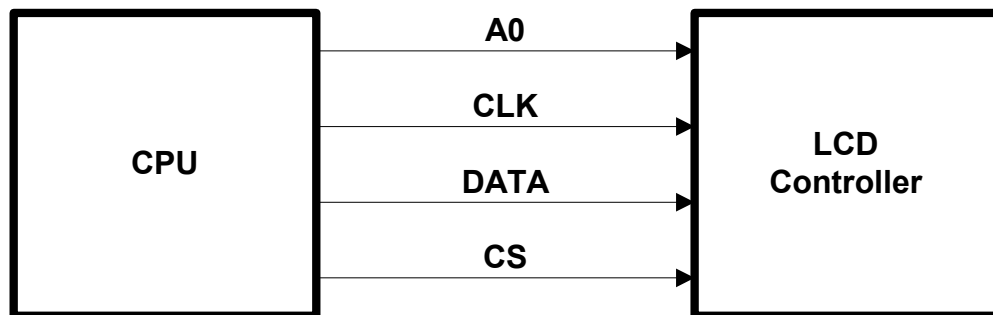 A0
CLK
CPU
DATA
CS
LCD
Controller